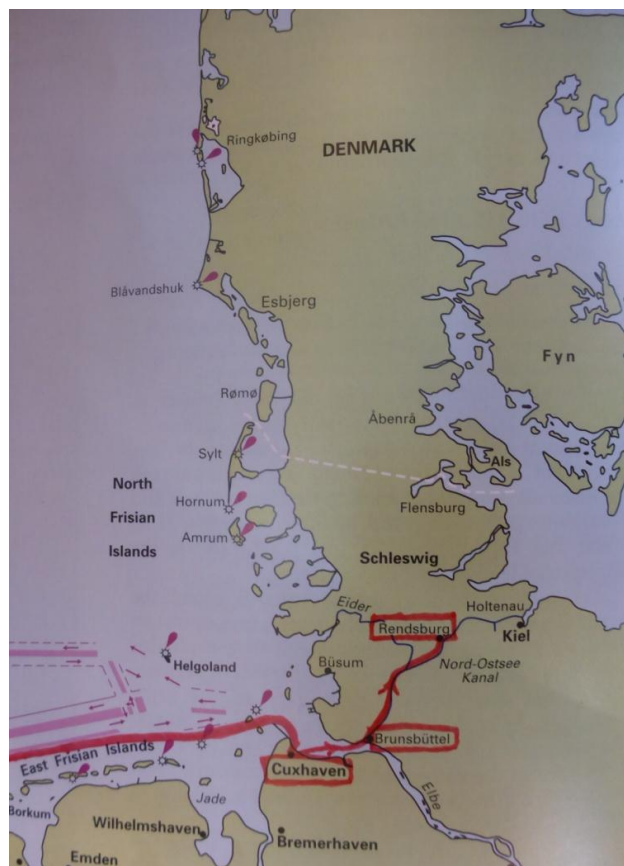 Ringkøbing
DENMARK
Blåvandshuk
Esbjerg
Fyn
Rømø
Åbenrå
Sylt
Als
North
Frisian
Islands
Hornum
Flensburg
Amrum
Schleswig
Eider
Holtenau
Rendsburg
Kiel
Helgoland
Büsum
Nord-Ostsee
Kanal
Brunsbüttel
East Frisian Islands
Cuxhaven
Jade
Elbe
Borkum
Wilhelmshaven
Bremerhaven
Emden